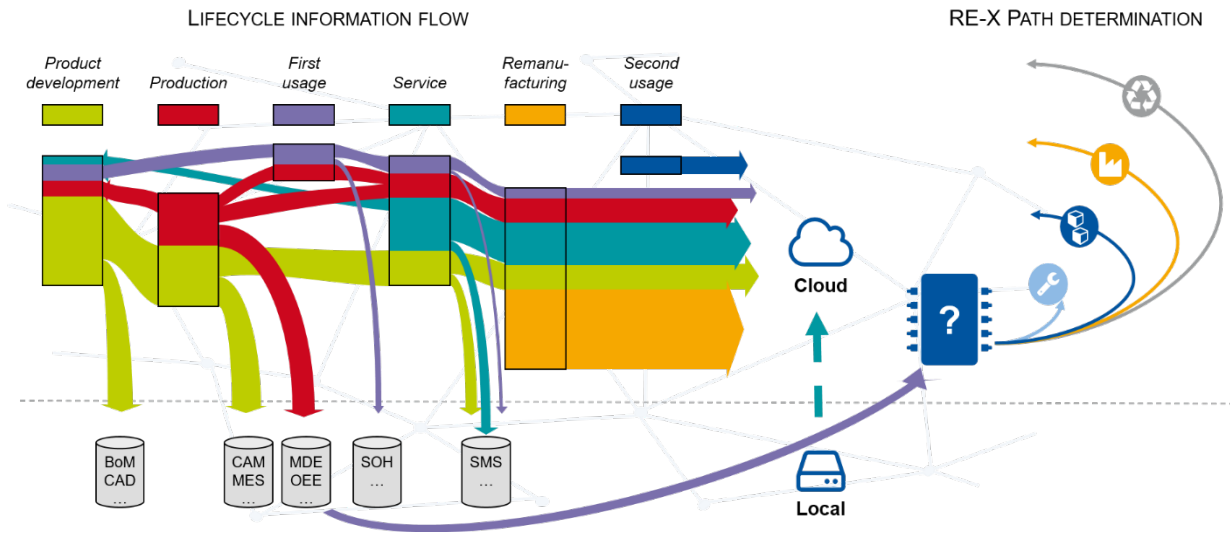 LIFECYCLE INFORMATION FLOW
RE-X PATH DETERMINATION
Product
development
Production
First
usage
Service
Remanu-
facturing
Second
usage
Cloud
?
BoM
CAD
...
CAM
MES
...
MDE
OEE
...
SOH
...
SMS
...
Local